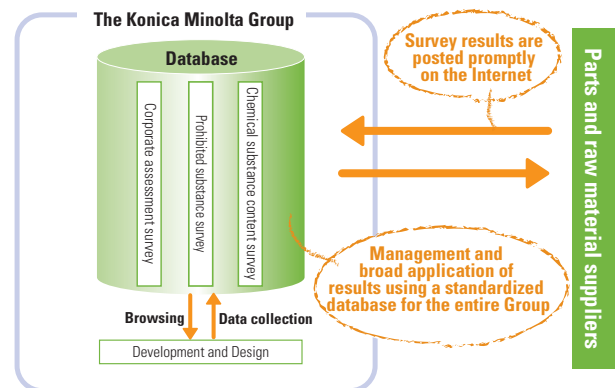 The Konica Minolta Group
Database
Corporate assessment survey
Prohibited substance survey
Chemical substance content survey
Browsing
Data collection
Development and Design
Survey results are
posted promptly
on the Internet
Management and
broad application of
results using a standardized
database for the entire Group
Parts and raw material suppliers